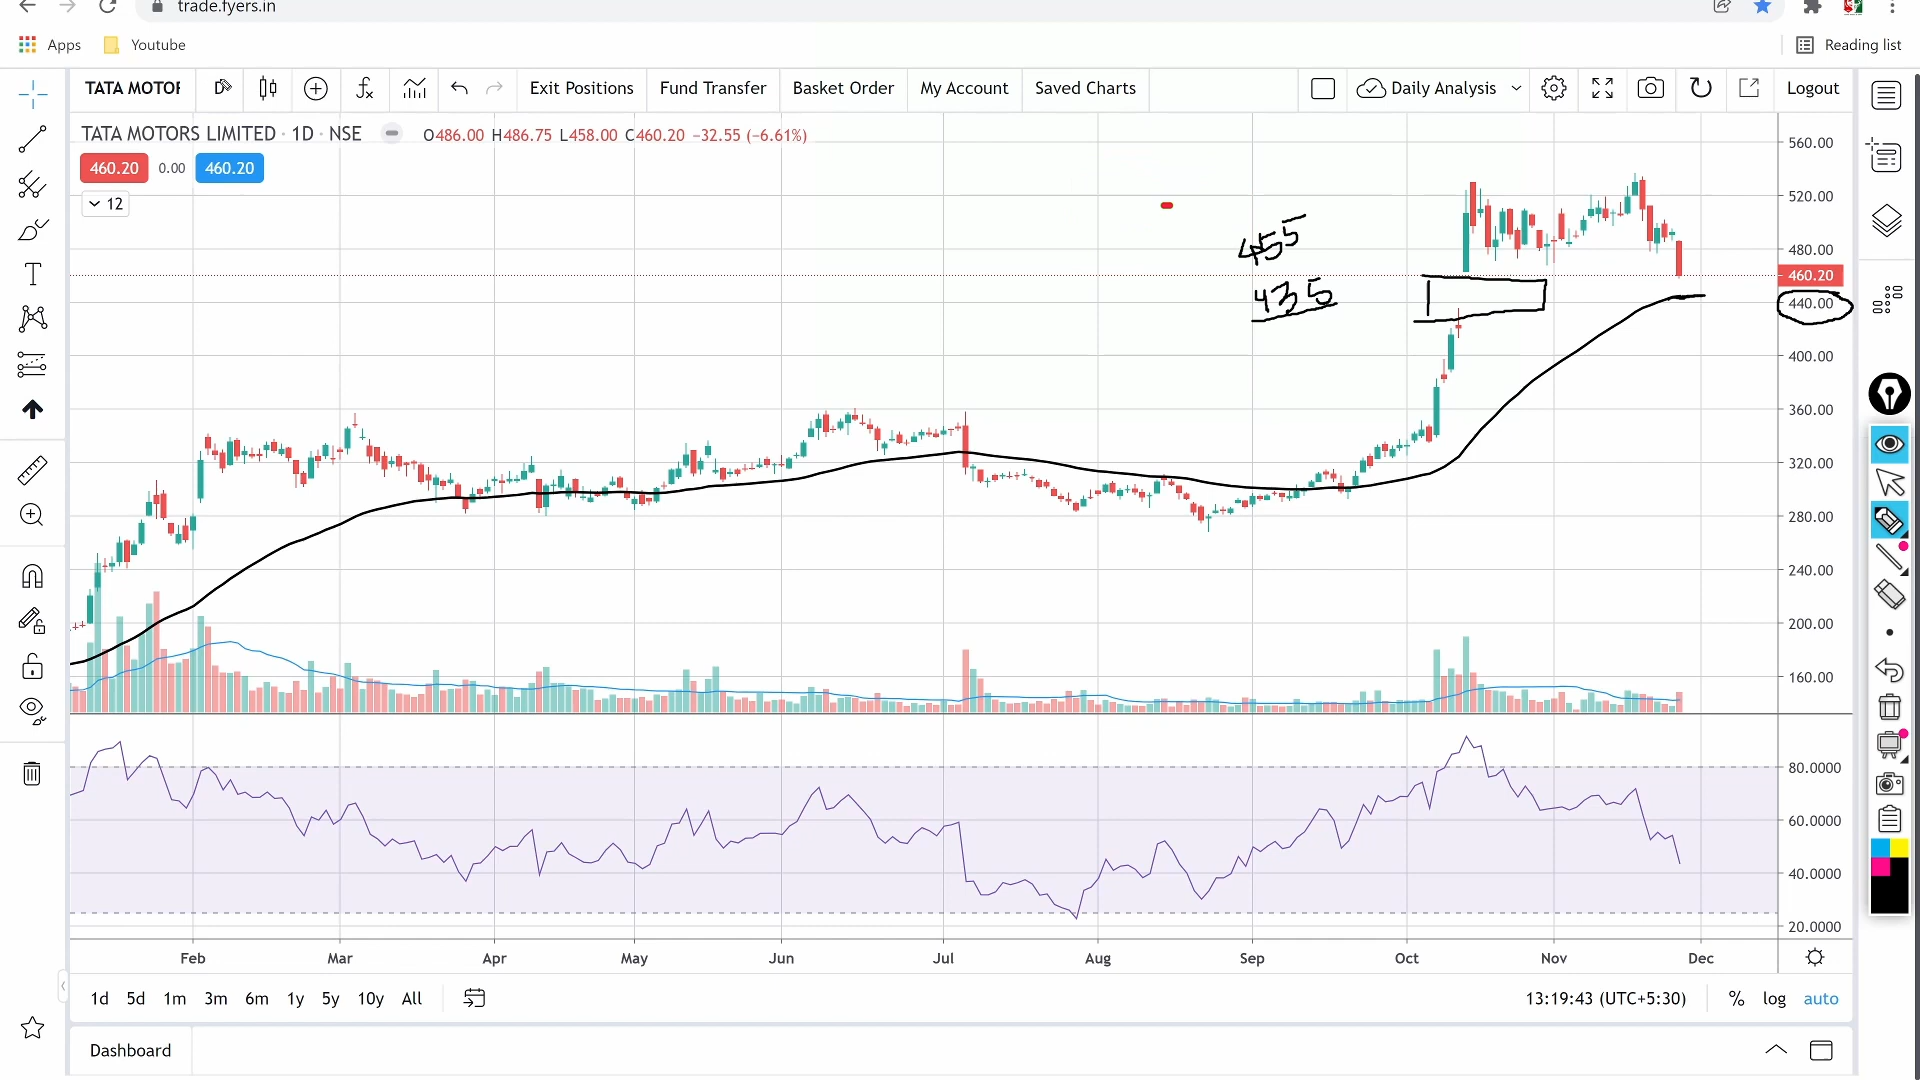 trade.fyers.in
Apps Youtube Reading list
TATA MOTOR Exit Positions Fund Transfer Basket Order My Account Saved Charts Daily Analysis Logout
TATA MOTORS LIMITED · 1D · NSE O486.00 H486.75 L458.00 C460.20 −32.55 (−6.61%)
460.20 0.00 460.20
12
455
435
560.00
520.00
480.00
460.20
440.00
400.00
360.00
320.00
280.00
240.00
200.00
160.00
80.0000
60.0000
40.0000
20.0000
Feb Mar Apr May Jun Jul Aug Sep Oct Nov Dec
1d 5d 1m 3m 6m 1y 5y 10y All 13:19:43 (UTC+5:30) % log auto
Dashboard